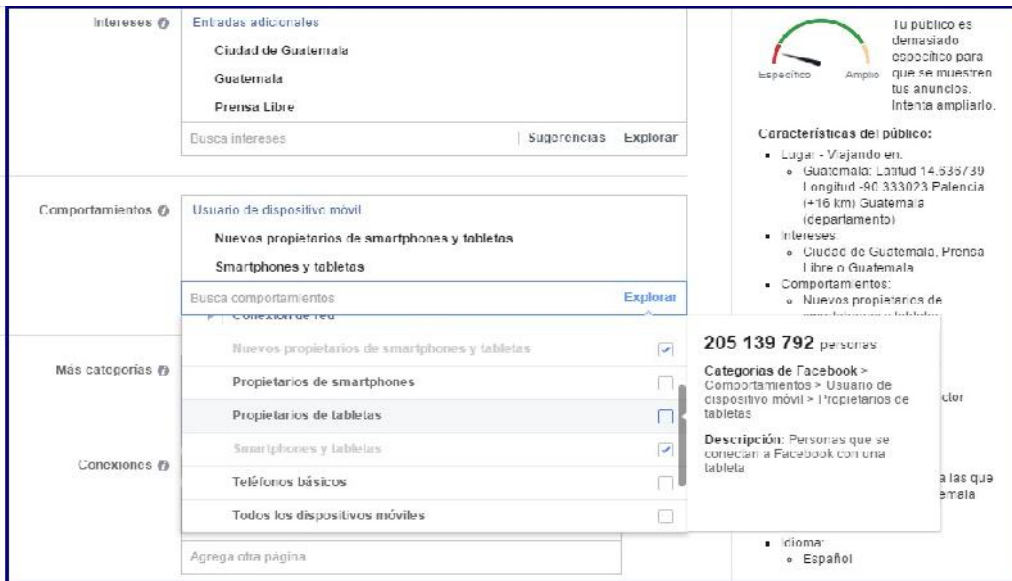 Intereses
Entradas adicionales
Ciudad de Guatemala
Guatemala
Prensa Libre
Busca intereses
Sugerencias Explorar
Comportamientos
Usuario de dispositivo móvil
Nuevos propietarios de smartphones y tabletas
Smartphones y tabletas
Busca comportamientos
Explorar
Conexión de red
Nuevos propietarios de smartphones y tabletas
Propietarios de smartphones
Propietarios de tabletas
Smartphones y tabletas
Teléfonos básicos
Todos los dispositivos móviles
Más categorías
Conexiones
Agrega otra página
205 139 792 personas
Categorías de Facebook >
Comportamientos > Usuario de
dispositivo móvil > Propietarios de
tabletas
Descripción: Personas que se
conectan a Facebook con una
tableta
Específico Amplio
Tu público es
demasiado
específico para
que se muestren
tus anuncios.
Intenta ampliarlo.
Características del público:
Lugar - Viajando en:
Guatemala: Latitud 14.636739
Longitud -90.333023 Palencia
(+16 km) Guatemala
(departamento)
Intereses:
Ciudad de Guatemala, Prensa
Libre o Guatemala
Comportamientos:
Nuevos propietarios de
ctor
a las que
emala
Idioma:
Español